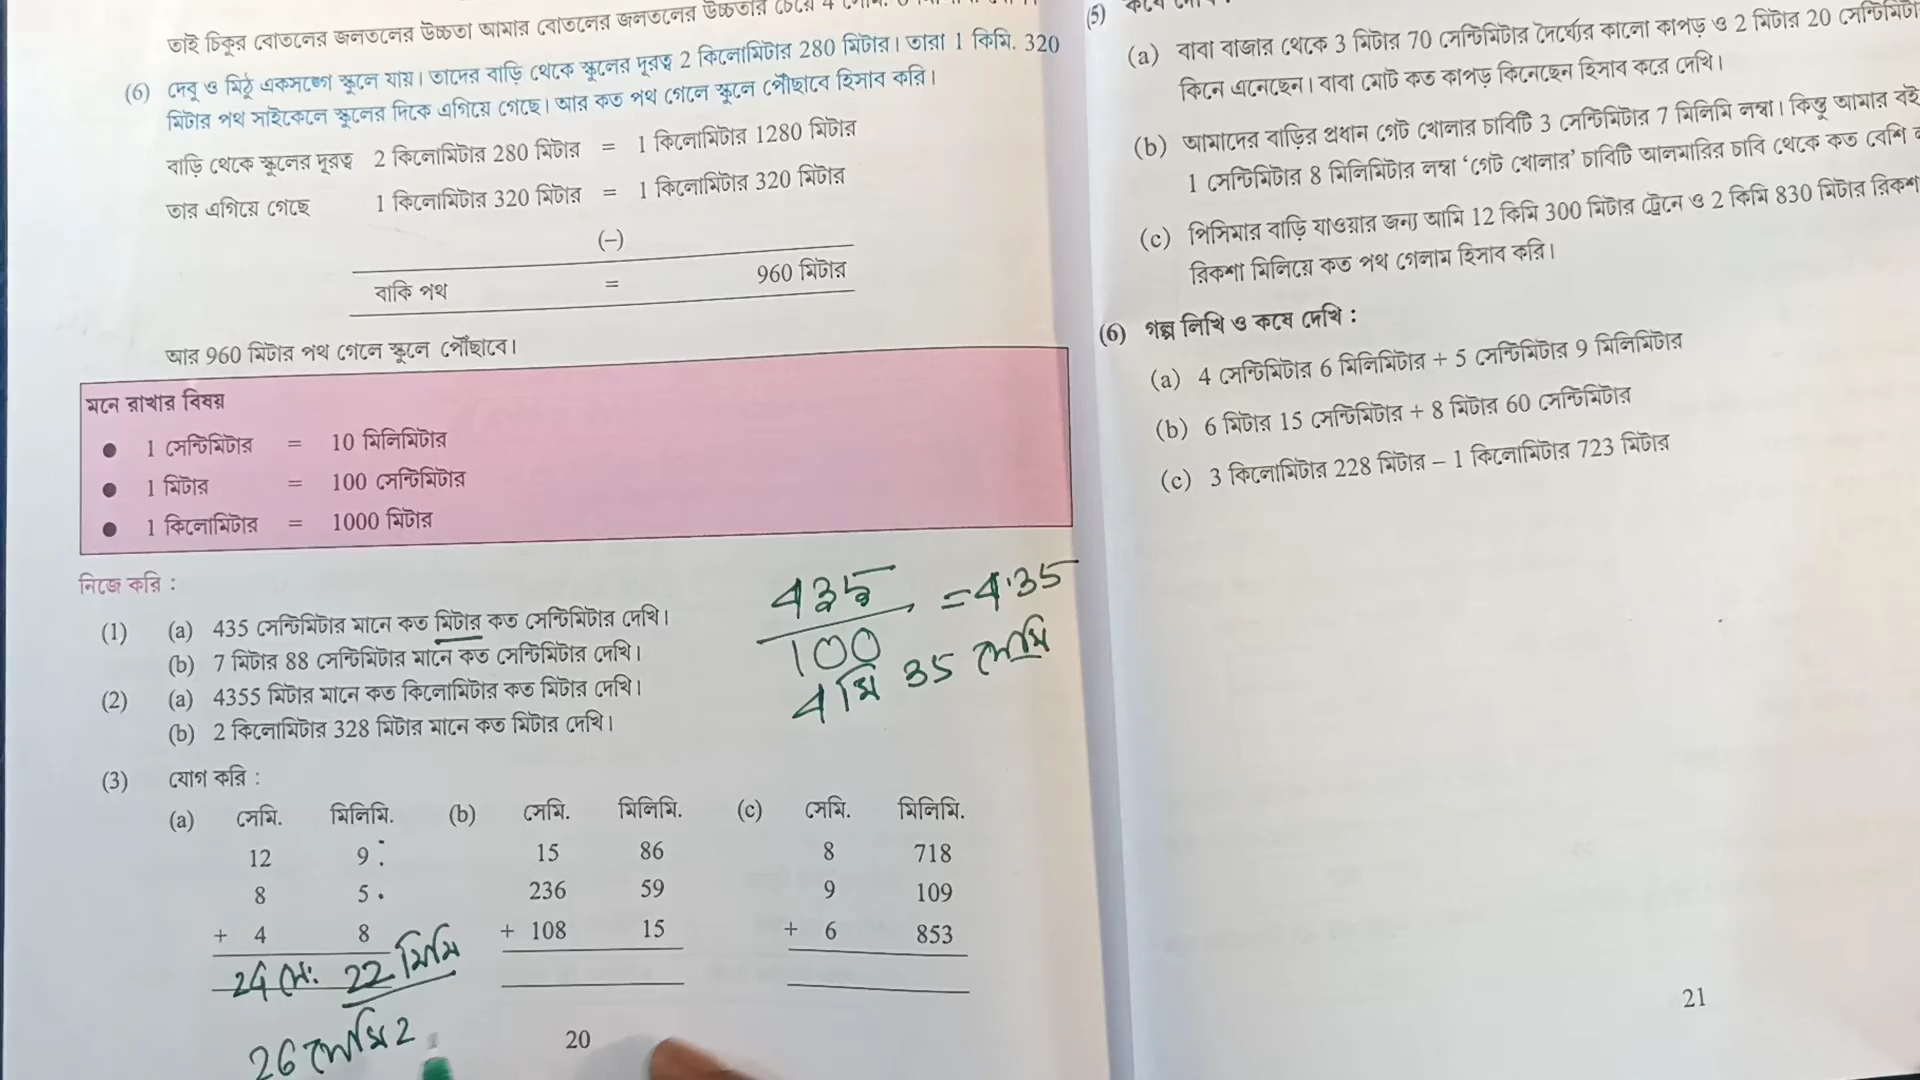 তাই চিকুর বোতলের জলতলের উচ্চতা আমার বোতলের জলতলের উচ্চতার চেয়ে 4
(6) দেবু ও মিঠু একসঙ্গে স্কুলে যায়। তাদের বাড়ি থেকে স্কুলের দূরত্ব 2 কিলোমিটার 280 মিটার। তারা 1 কিমি. 320
মিটার পথ সাইকেলে স্কুলের দিকে এগিয়ে গেছে। আর কত পথ গেলে স্কুলে পৌঁছাবে হিসাব করি।
বাড়ি থেকে স্কুলের দূরত্ব 2 কিলোমিটার 280 মিটার = 1 কিলোমিটার 1280 মিটার
তার এগিয়ে গেছে 1 কিলোমিটার 320 মিটার = 1 কিলোমিটার 320 মিটার
(–)
বাকি পথ = 960 মিটার
আর 960 মিটার পথ গেলে স্কুলে পৌঁছাবে।
মনে রাখার বিষয়
● 1 সেন্টিমিটার = 10 মিলিমিটার
● 1 মিটার = 100 সেন্টিমিটার
● 1 কিলোমিটার = 1000 মিটার
নিজে করি :
(1) (a) 435 সেন্টিমিটার মানে কত মিটার কত সেন্টিমিটার দেখি।
(b) 7 মিটার 88 সেন্টিমিটার মানে কত সেন্টিমিটার দেখি।
(2) (a) 4355 মিটার মানে কত কিলোমিটার কত মিটার দেখি।
(b) 2 কিলোমিটার 328 মিটার মানে কত মিটার দেখি।
435 = 4.35
100
4 মি 35 সেমি
(3) যোগ করি :
(a) সেমি. মিলিমি. (b) সেমি. মিলিমি. (c) সেমি. মিলিমি.
12 9 15 86 8 718
8 5 236 59 9 109
+ 4 8 + 108 15 + 6 853
24 সে: 22 মিমি
26 সেমি 2
20
(5)
(a) বাবা বাজার থেকে 3 মিটার 70 সেন্টিমিটার দৈর্ঘ্যের কালো কাপড় ও 2 মিটার 20 সেন্টিমিটা
কিনে এনেছেন। বাবা মোট কত কাপড় কিনেছেন হিসাব করে দেখি।
(b) আমাদের বাড়ির প্রধান গেট খোলার চাবিটি 3 সেন্টিমিটার 7 মিলিমি লম্বা। কিন্তু আমার বই
1 সেন্টিমিটার 8 মিলিমিটার লম্বা ‘গেট খোলার’ চাবিটি আলমারির চাবি থেকে কত বেশি
(c) পিসিমার বাড়ি যাওয়ার জন্য আমি 12 কিমি 300 মিটার ট্রেনে ও 2 কিমি 830 মিটার রিকশ
রিকশা মিলিয়ে কত পথ গেলাম হিসাব করি।
(6) গল্প লিখি ও কষে দেখি :
(a) 4 সেন্টিমিটার 6 মিলিমিটার + 5 সেন্টিমিটার 9 মিলিমিটার
(b) 6 মিটার 15 সেন্টিমিটার + 8 মিটার 60 সেন্টিমিটার
(c) 3 কিলোমিটার 228 মিটার – 1 কিলোমিটার 723 মিটার
21